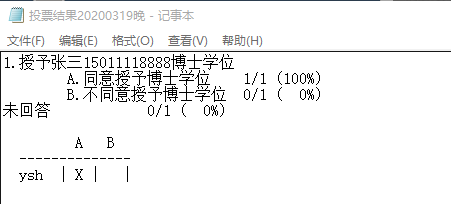 投票结果20200319晚 - 记事本
文件(F) 编辑(E) 格式(O) 查看(V) 帮助(H)
1.授予张三15011118888博士学位
A.同意授予博士学位 1/1 (100%)
B.不同意授予博士学位 0/1 (  0%)
未回答 0/1 (  0%)
A B
--------------
ysh | X |   |